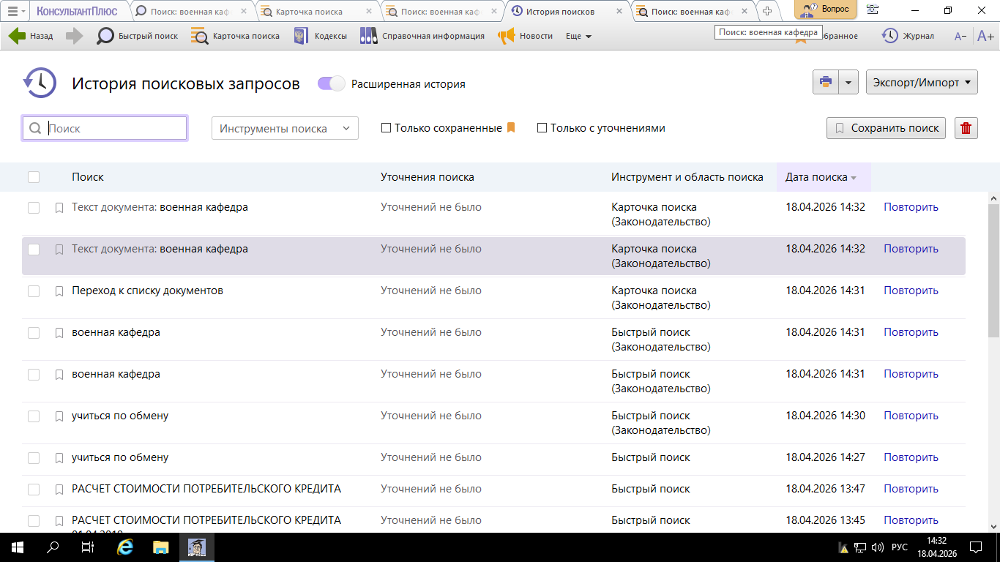 КОНСУЛЬТАНТПЛЮС
Поиск: военная каф
Карточка поиска
Поиск: военная каф
История поисков
Поиск: военная каф
Вопрос
Назад
Быстрый поиск
Карточка поиска
Кодексы
Справочная информация
Новости
Еще
Поиск: военная кафедра
бранное
Журнал
A−
A+
История поисковых запросов
Расширенная история
Экспорт/Импорт
Поиск
Инструменты поиска
Только сохраненные
Только с уточнениями
Сохранить поиск
Поиск Уточнения поиска Инструмент и область поиска Дата поиска
Текст документа: военная кафедра Уточнений не было Карточка поиска 18.04.2026 14:32 Повторить
(Законодательство)
Текст документа: военная кафедра Уточнений не было Карточка поиска 18.04.2026 14:32 Повторить
(Законодательство)
Переход к списку документов Уточнений не было Карточка поиска 18.04.2026 14:31 Повторить
(Законодательство)
военная кафедра Уточнений не было Быстрый поиск 18.04.2026 14:31 Повторить
(Законодательство)
военная кафедра Уточнений не было Быстрый поиск 18.04.2026 14:31 Повторить
(Законодательство)
учиться по обмену Уточнений не было Быстрый поиск 18.04.2026 14:30 Повторить
(Законодательство)
учиться по обмену Уточнений не было Быстрый поиск 18.04.2026 14:27 Повторить
РАСЧЕТ СТОИМОСТИ ПОТРЕБИТЕЛЬСКОГО КРЕДИТА Уточнений не было Быстрый поиск 18.04.2026 13:47 Повторить
РАСЧЕТ СТОИМОСТИ ПОТРЕБИТЕЛЬСКОГО КРЕДИТА Уточнений не было Быстрый поиск 18.04.2026 13:45 Повторить
РУС
14:32
18.04.2026